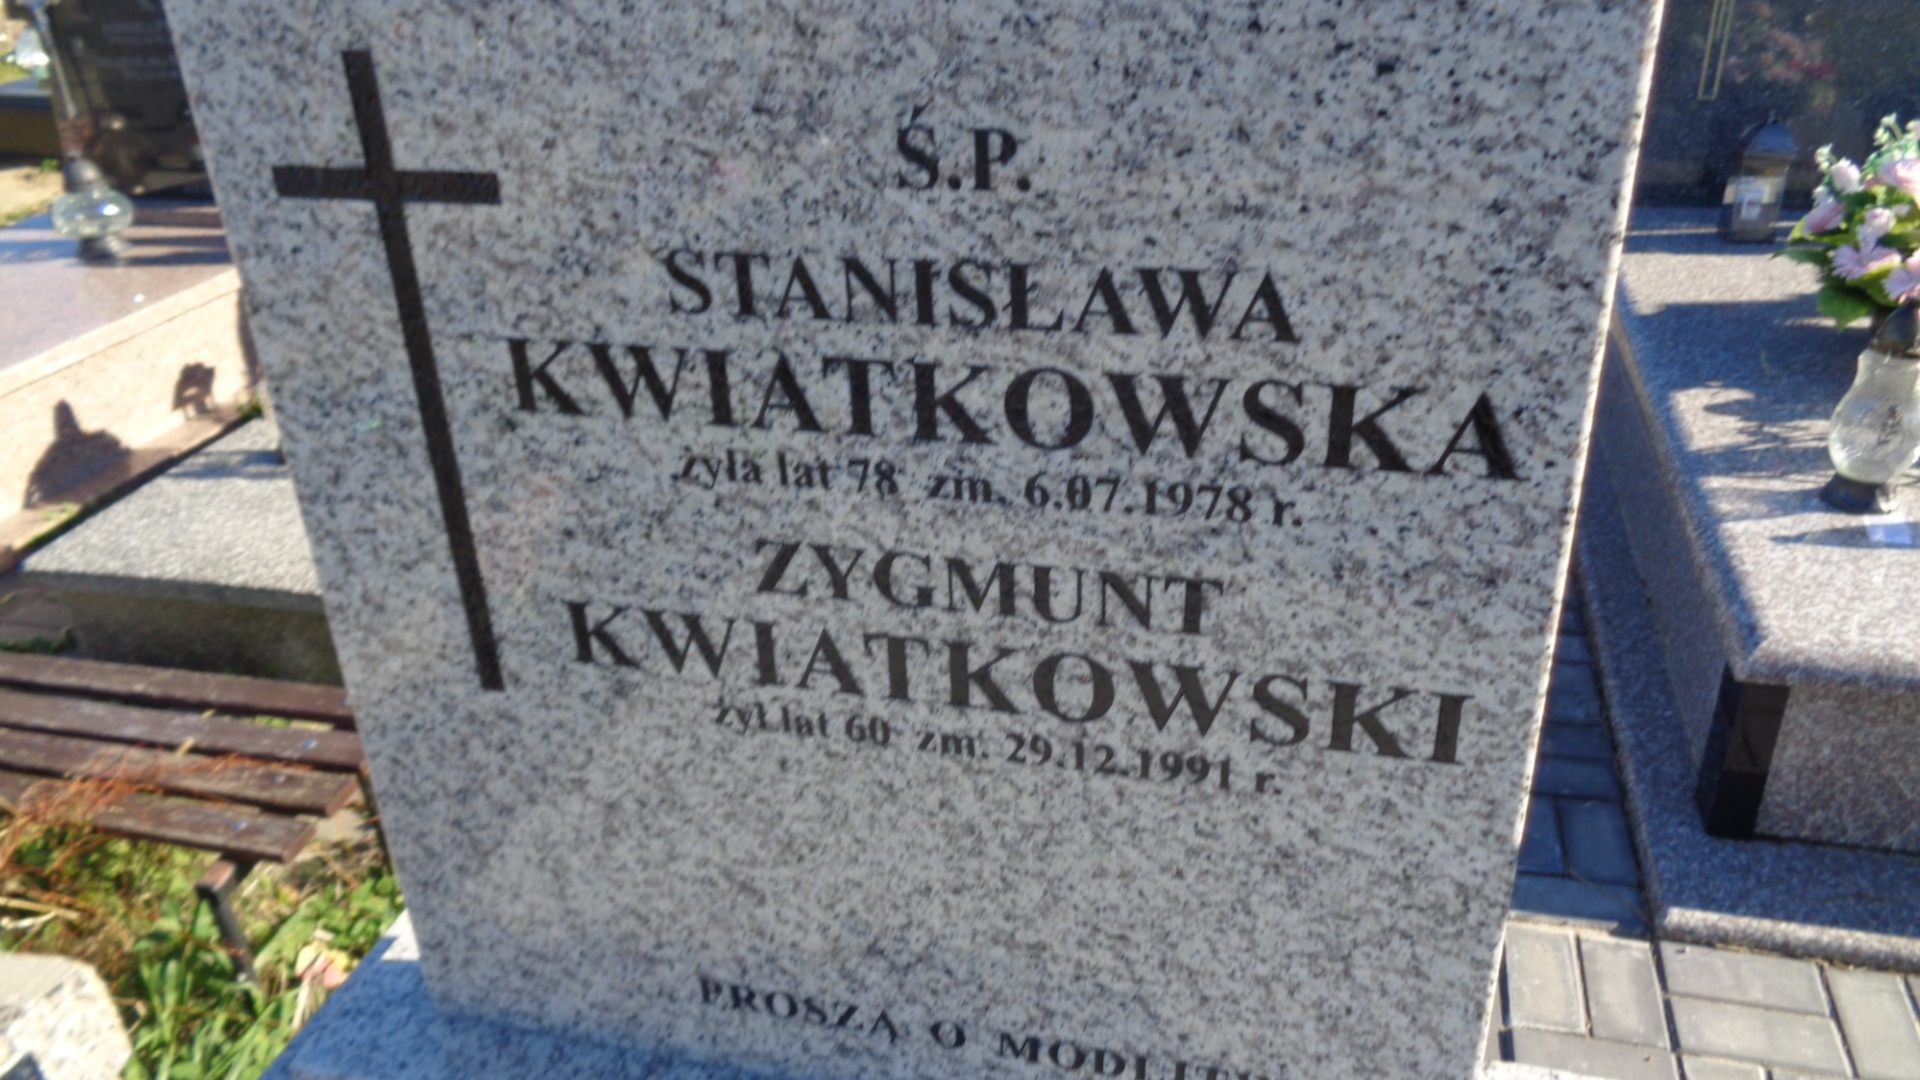 Ś.P.
STANISŁAWA
KWIATKOWSKA
żyła lat 78 zm. 6.07.1978 r.
ZYGMUNT
KWIATKOWSKI
żył lat 60 zm. 29.12.1991 r.
PROSZĄ O